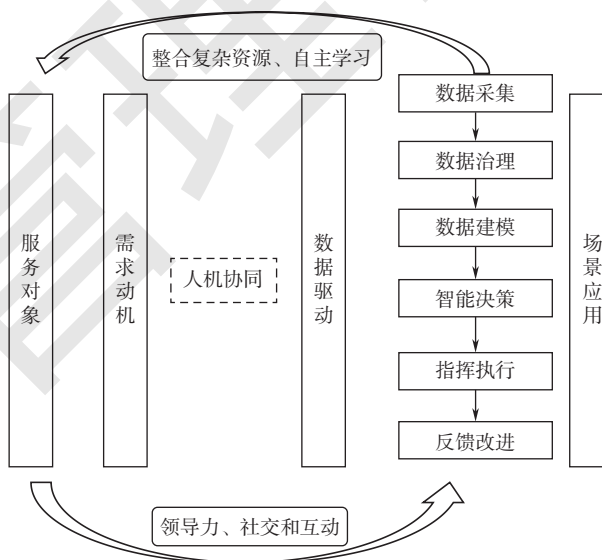 整合复杂资源、自主学习
服务对象
需求动机
人机协同
数据驱动
数据采集
数据治理
数据建模
智能决策
指挥执行
反馈改进
场景应用
领导力、社交和互动
管理